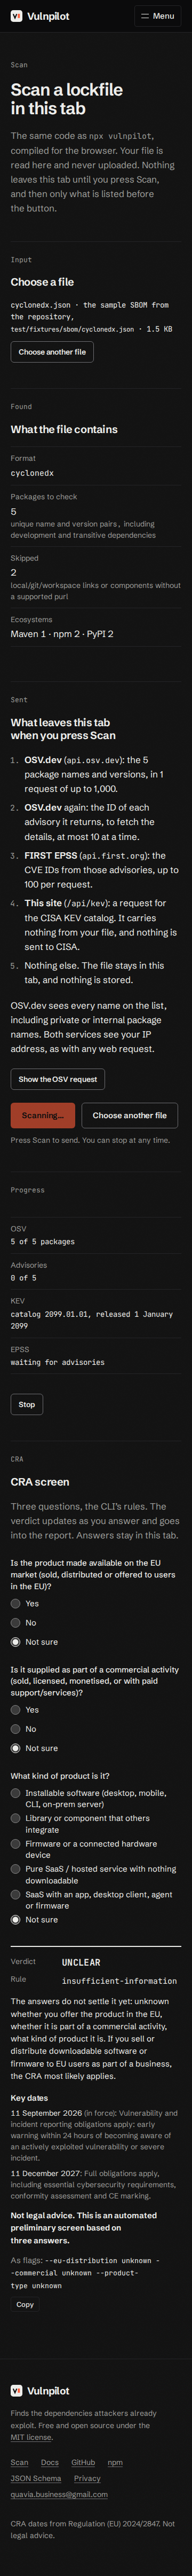 Vulnpilot
Menu
Scan
Scan a lockfile
in this tab
The same code as npx vulnpilot,
compiled for the browser. Your file is
read here and never uploaded. Nothing
leaves this tab until you press Scan,
and then only what is listed before
the button.
Input
Choose a file
cyclonedx.json · the sample SBOM from
the repository,
test/fixtures/sbom/cyclonedx.json · 1.5 KB
Choose another file
Found
What the file contains
Format
cyclonedx
Packages to check
5
unique name and version pairs, including
development and transitive dependencies
Skipped
2
local/git/workspace links or components without
a supported purl
Ecosystems
Maven 1 · npm 2 · PyPI 2
Sent
What leaves this tab
when you press Scan
1. OSV.dev (api.osv.dev): the 5
package names and versions, in 1
request of up to 1,000.
2. OSV.dev again: the ID of each
advisory it returns, to fetch the
details, at most 10 at a time.
3. FIRST EPSS (api.first.org): the
CVE IDs from those advisories, up to
100 per request.
4. This site (/api/kev): a request for
the CISA KEV catalog. It carries
nothing from your file, and nothing is
sent to CISA.
5. Nothing else. The file stays in this
tab, and nothing is stored.
OSV.dev sees every name on the list,
including private or internal package
names. Both services see your IP
address, as with any web request.
Show the OSV request
Scanning…
Choose another file
Press Scan to send. You can stop at any time.
Progress
OSV
5 of 5 packages
Advisories
0 of 5
KEV
catalog 2099.01.01, released 1 January
2099
EPSS
waiting for advisories
Stop
CRA
CRA screen
Three questions, the CLI's rules. The
verdict updates as you answer and goes
into the report. Answers stay in this tab.
Is the product made available on the EU
market (sold, distributed or offered to users
in the EU)?
Yes
No
Not sure
Is it supplied as part of a commercial activity
(sold, licensed, monetised, or with paid
support/services)?
Yes
No
Not sure
What kind of product is it?
Installable software (desktop, mobile,
CLI, on-prem server)
Library or component that others
integrate
Firmware or a connected hardware
device
Pure SaaS / hosted service with nothing
downloadable
SaaS with an app, desktop client, agent
or firmware
Not sure
Verdict UNCLEAR
Rule insufficient-information
The answers do not settle it yet: unknown
whether you offer the product in the EU,
whether it is part of a commercial activity,
what kind of product it is. If you sell or
distribute downloadable software or
firmware to EU users as part of a business,
the CRA most likely applies.
Key dates
11 September 2026 (in force): Vulnerability and
incident reporting obligations apply: early
warning within 24 hours of becoming aware of
an actively exploited vulnerability or severe
incident.
11 December 2027: Full obligations apply,
including essential cybersecurity requirements,
conformity assessment and CE marking.
Not legal advice. This is an automated
preliminary screen based on
three answers.
As flags: --eu-distribution unknown -
-commercial unknown --product-
type unknown
Copy
Vulnpilot
Finds the dependencies attackers already
exploit. Free and open source under the
MIT license.
Scan Docs GitHub npm
JSON Schema Privacy
quavia.business@gmail.com
CRA dates from Regulation (EU) 2024/2847. Not
legal advice.